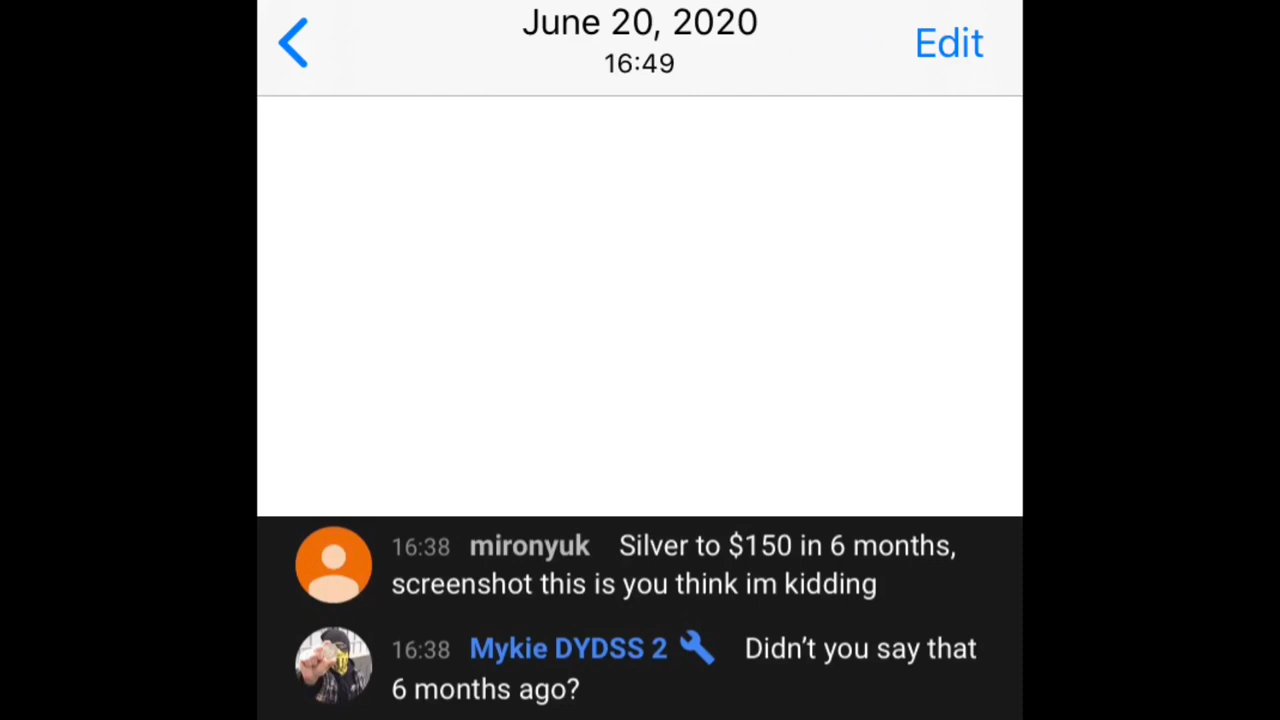 June 20, 2020
Edit
16:49
16:38 mironyuk Silver to $150 in 6 months,
screenshot this is you think im kidding
16:38 Mykie DYDSS 2 Didn't you say that
6 months ago?